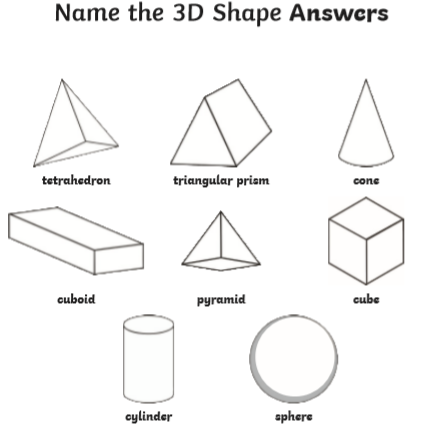 Name the 3D Shape Answers
tetrahedron triangular prism cone
cuboid pyramid cube
cylinder sphere